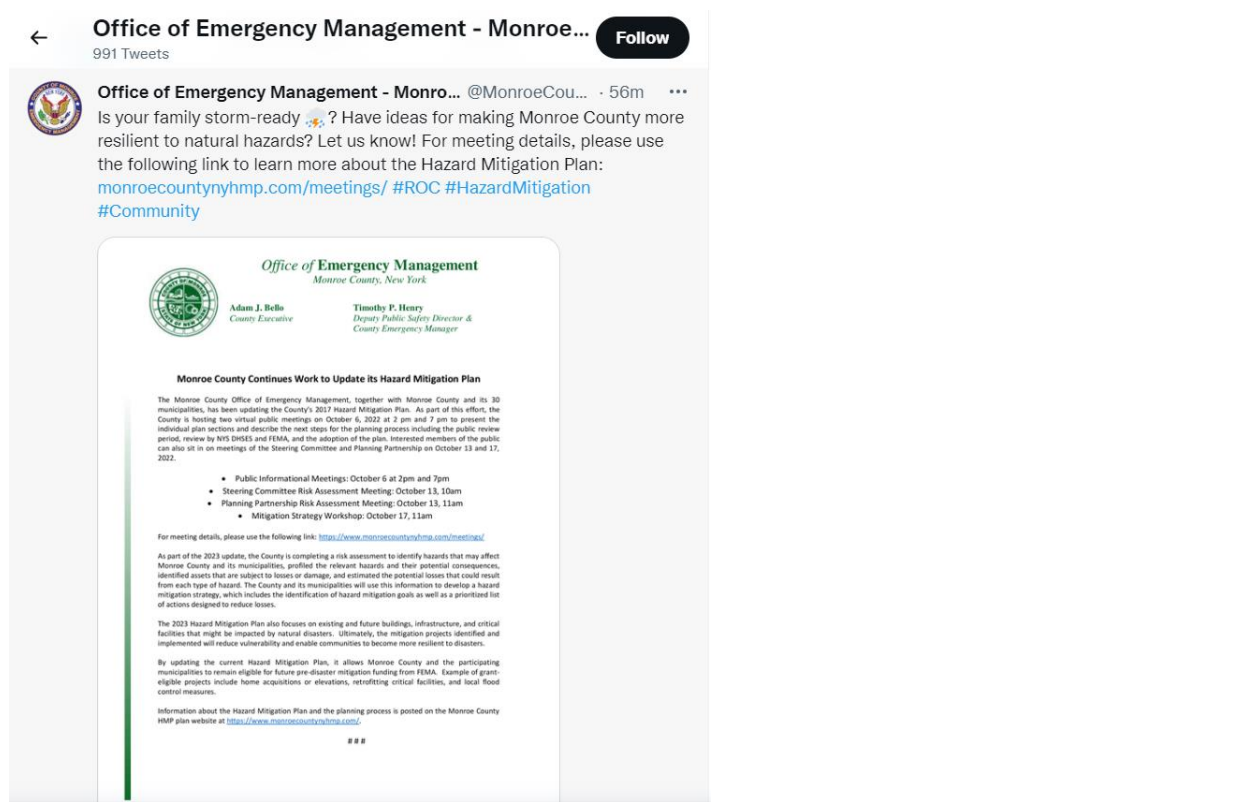 Office of Emergency Management - Monroe...
991 Tweets
Follow
Office of Emergency Management - Monro... @MonroeCou... · 56m
Is your family storm-ready ⛈️? Have ideas for making Monroe County more
resilient to natural hazards? Let us know! For meeting details, please use
the following link to learn more about the Hazard Mitigation Plan:
monroecountynyhmp.com/meetings/ #ROC #HazardMitigation
#Community
Office of Emergency Management
Monroe County, New York
Adam J. Bello
County Executive
Timothy P. Henry
Deputy Public Safety Director &
County Emergency Manager
Monroe County Continues Work to Update its Hazard Mitigation Plan
The Monroe County Office of Emergency Management, together with Monroe County and its 30
municipalities, has been updating the County's 2017 Hazard Mitigation Plan. As part of this effort, the
County is hosting two virtual public meetings on October 6, 2022 at 2 pm and 7 pm to present the
individual plan sections and describe the next steps for the planning process including the public review
period, review by NYS DHSES and FEMA, and the adoption of the plan. Interested members of the public
can also sit in on meetings of the Steering Committee and Planning Partnership on October 13 and 17,
2022.
• Public Informational Meetings: October 6 at 2pm and 7pm
• Steering Committee Risk Assessment Meeting: October 13, 10am
• Planning Partnership Risk Assessment Meeting: October 13, 11am
• Mitigation Strategy Workshop: October 17, 11am
For meeting details, please use the following link: https://www.monroecountynyhmp.com/meetings/
As part of the 2023 update, the County is completing a risk assessment to identify hazards that may affect
Monroe County and its municipalities, profiled the relevant hazards and their potential consequences,
identified assets that are subject to losses or damage, and estimated the potential losses that could result
from each type of hazard. The County and its municipalities will use this information to develop a hazard
mitigation strategy, which includes the identification of hazard mitigation goals as well as a prioritized list
of actions designed to reduce losses.
The 2023 Hazard Mitigation Plan also focuses on existing and future buildings, infrastructure, and critical
facilities that might be impacted by natural disasters. Ultimately, the mitigation projects identified and
implemented will reduce vulnerability and enable communities to become more resilient to disasters.
By updating the current Hazard Mitigation Plan, it allows Monroe County and the participating
municipalities to remain eligible for future pre-disaster mitigation funding from FEMA. Example of grant-
eligible projects include home acquisitions or elevations, retrofitting critical facilities, and local flood
control measures.
Information about the Hazard Mitigation Plan and the planning process is posted on the Monroe County
HMP plan website at https://www.monroecountynyhmp.com/.
###